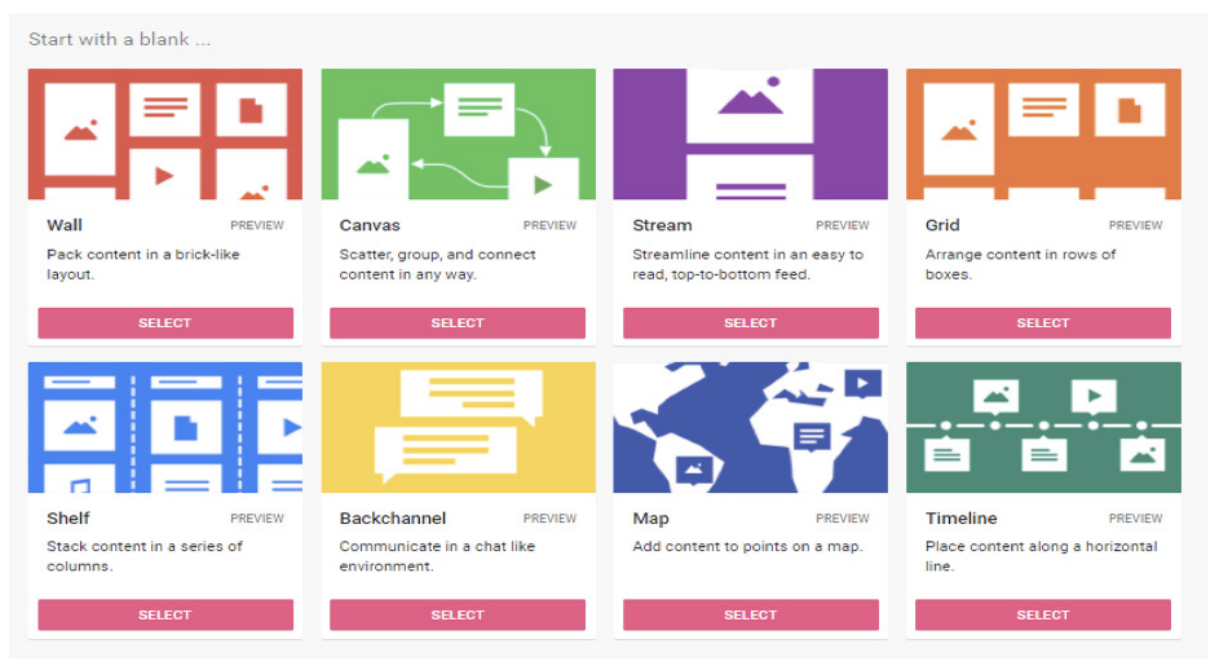 Start with a blank ...
Wall PREVIEW
Pack content in a brick-like
layout.
SELECT
Canvas PREVIEW
Scatter, group, and connect
content in any way.
SELECT
Stream PREVIEW
Streamline content in an easy to
read, top-to-bottom feed.
SELECT
Grid PREVIEW
Arrange content in rows of
boxes.
SELECT
Shelf PREVIEW
Stack content in a series of
columns.
SELECT
Backchannel PREVIEW
Communicate in a chat like
environment.
SELECT
Map PREVIEW
Add content to points on a map.
SELECT
Timeline PREVIEW
Place content along a horizontal
line.
SELECT